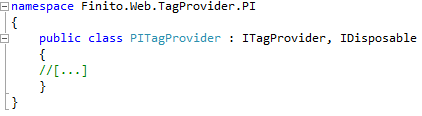 namespace Finito.Web.TagProvider.PI
{
public class PITagProvider : ITagProvider, IDisposable
{
//[...]
}
}